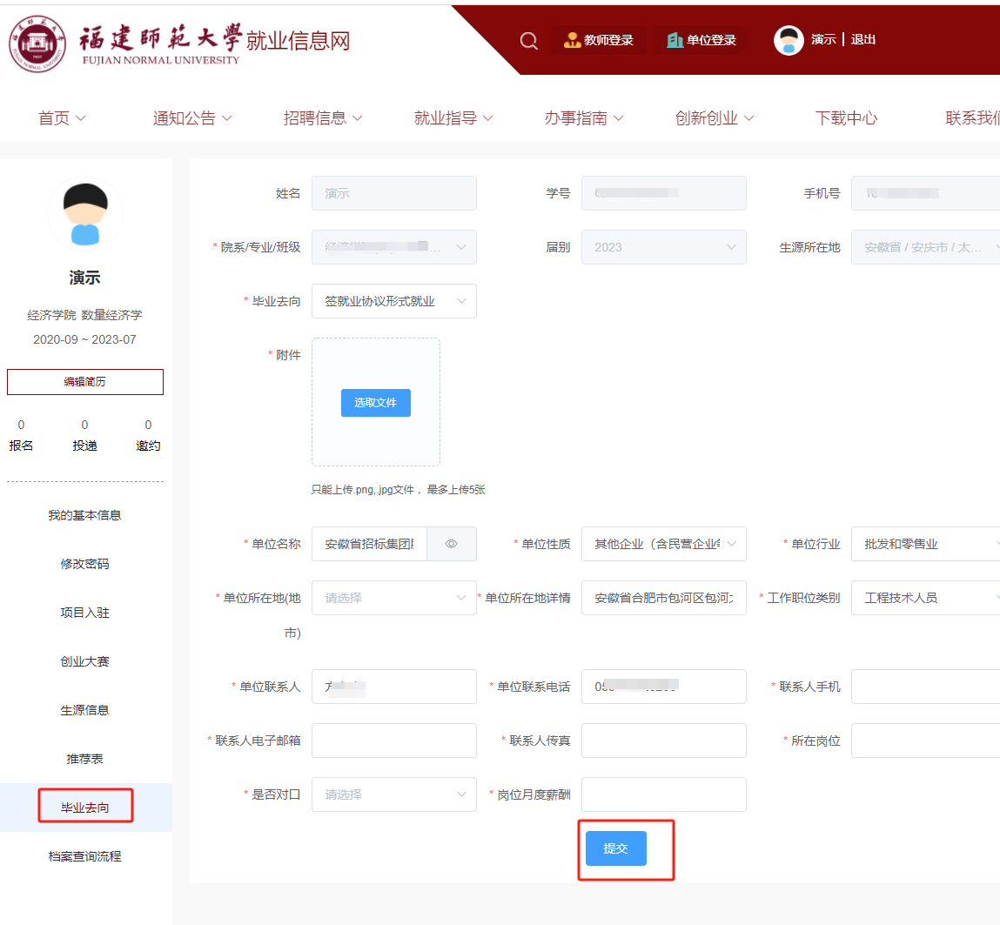 福建師範大學 就业信息网
FUJIAN NORMAL UNIVERSITY
教师登录 单位登录 演示 | 退出
首页 通知公告 招聘信息 就业指导 办事指南 创新创业 下载中心 联系我们
姓名 演示 学号 手机号
* 院系/专业/班级 届别 2023 生源所在地 安徽省 / 安庆市 / 太...
* 毕业去向 签就业协议形式就业
* 附件
选取文件
只能上传.png,.jpg文件，最多上传5张
* 单位名称 安徽省招标集团 * 单位性质 其他企业（含民营企业 * 单位行业 批发和零售业
* 单位所在地(地市) 请选择 * 单位所在地详情 安徽省合肥市包河区包河 * 工作职位类别 工程技术人员
* 单位联系人 * 单位联系电话 * 联系人手机
* 联系人电子邮箱 * 联系人传真 * 所在岗位
* 是否对口 请选择 * 岗位月度薪酬
提交
演示
经济学院 数量经济学
2020-09 ~ 2023-07
编辑简历
0 0 0
报名 投递 邀约
我的基本信息
修改密码
项目入驻
创业大赛
生源信息
推荐表
毕业去向
档案查询流程